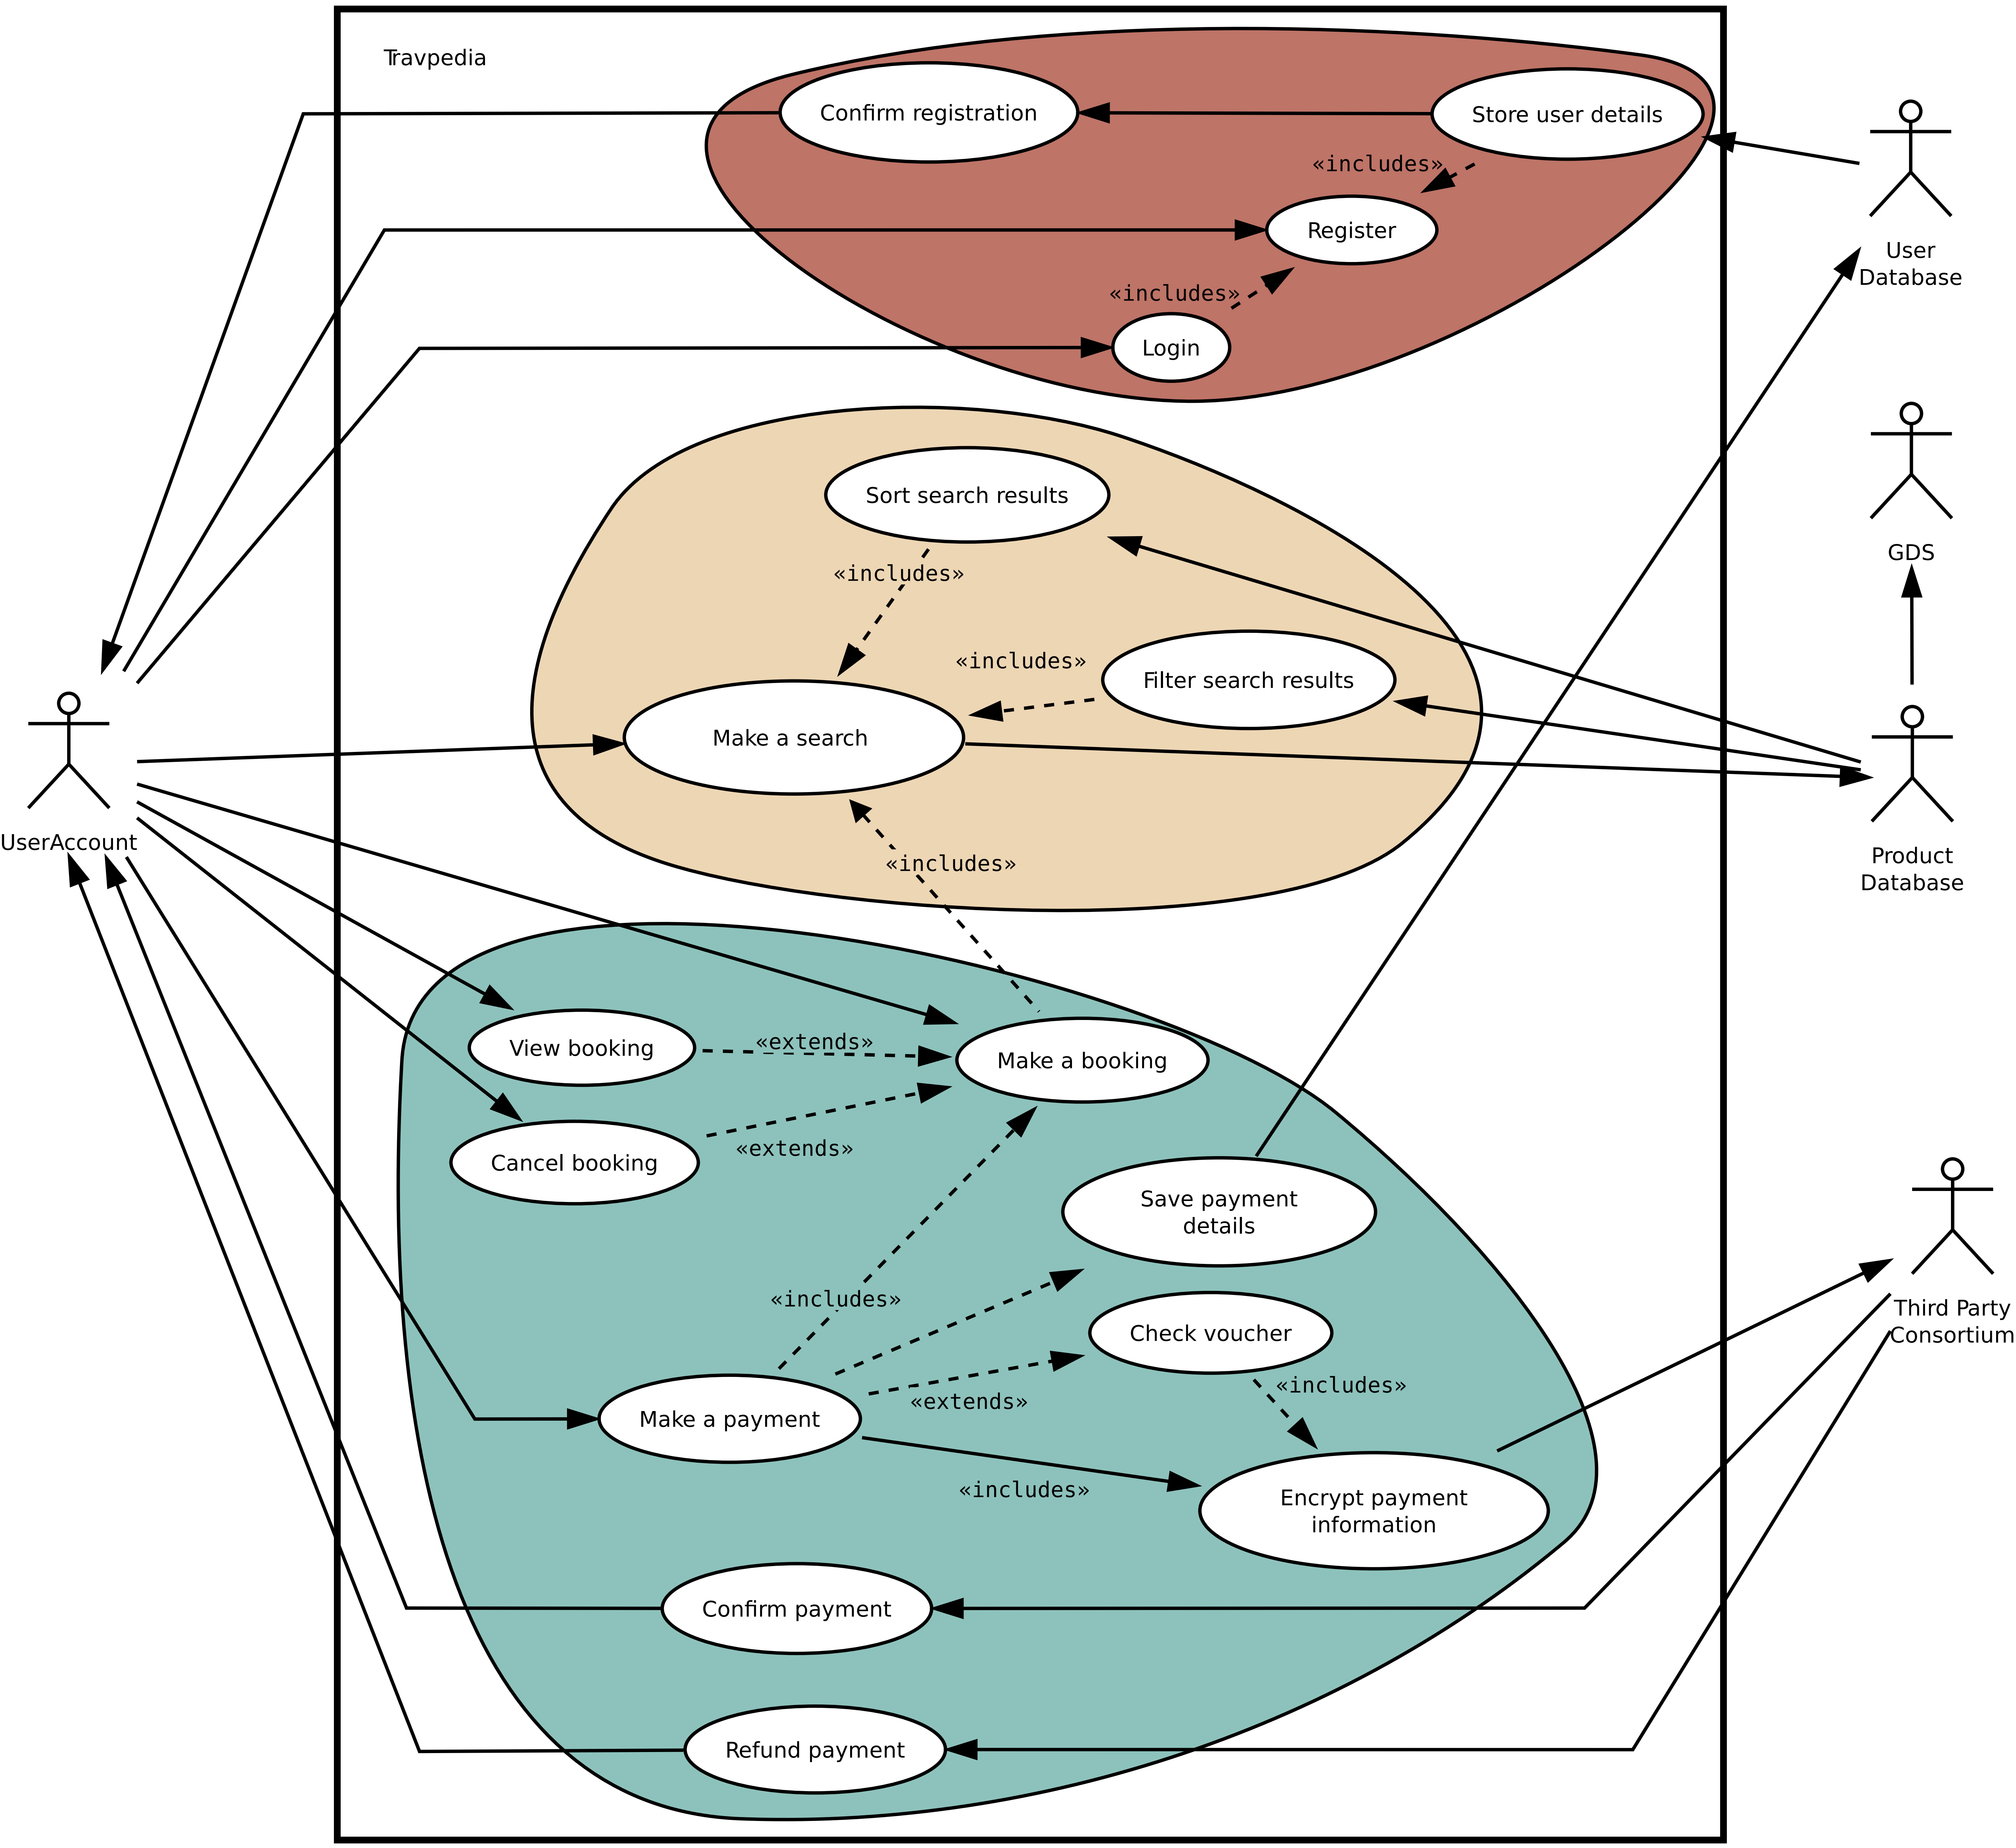 Travpedia
Confirm registration
Store user details
«includes»
Register
User
Database
«includes»
Login
Sort search results
GDS
«includes»
«includes»
Filter search results
Make a search
UserAccount
Product
Database
«includes»
View booking
«extends»
Make a booking
Cancel booking
«extends»
Save payment
details
«includes»
Third Party
Consortium
Check voucher
«includes»
«extends»
Make a payment
«includes»
Encrypt payment
information
Confirm payment
Refund payment